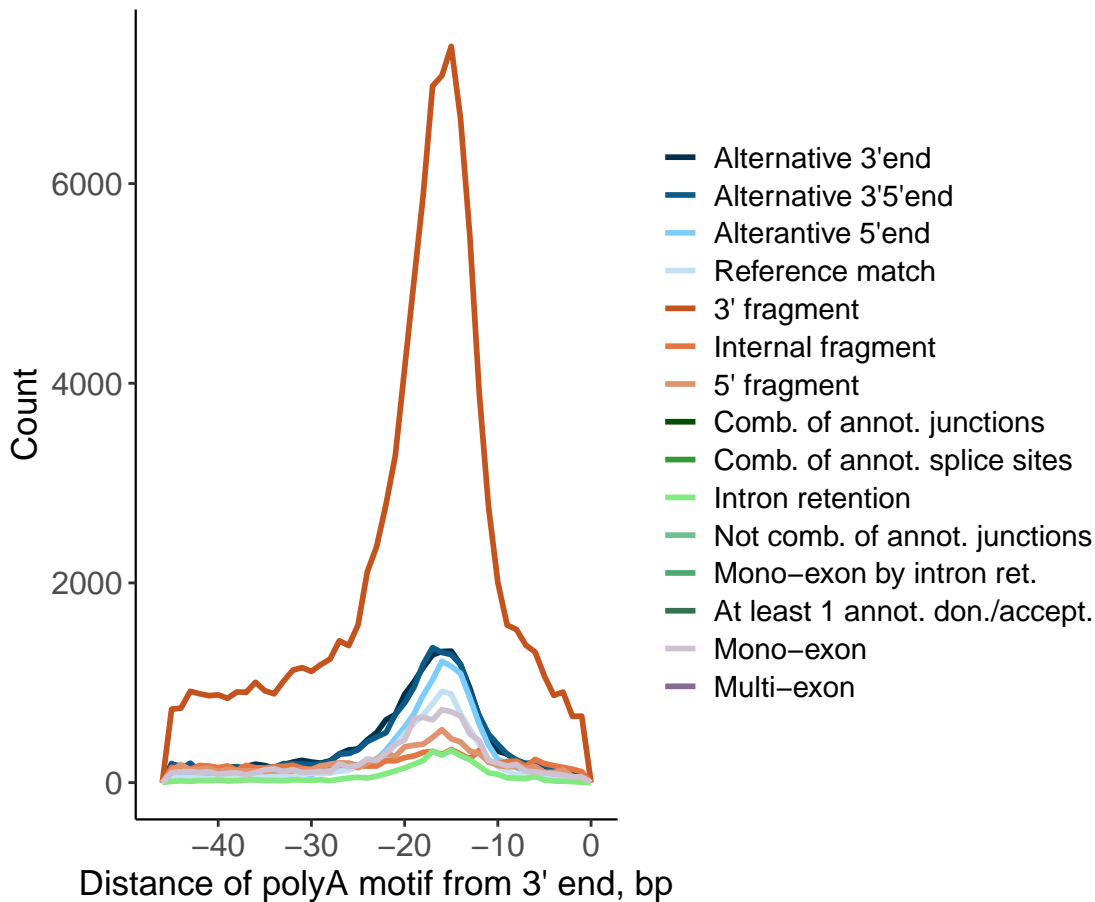 Count
6000
4000
2000
0
−40
−30
−20
−10
0
Distance of polyA motif from 3' end, bp
Alternative 3'end
Alternative 3'5'end
Alterantive 5'end
Reference match
3' fragment
Internal fragment
5' fragment
Comb. of annot. junctions
Comb. of annot. splice sites
Intron retention
Not comb. of annot. junctions
Mono−exon by intron ret.
At least 1 annot. don./accept.
Mono−exon
Multi−exon